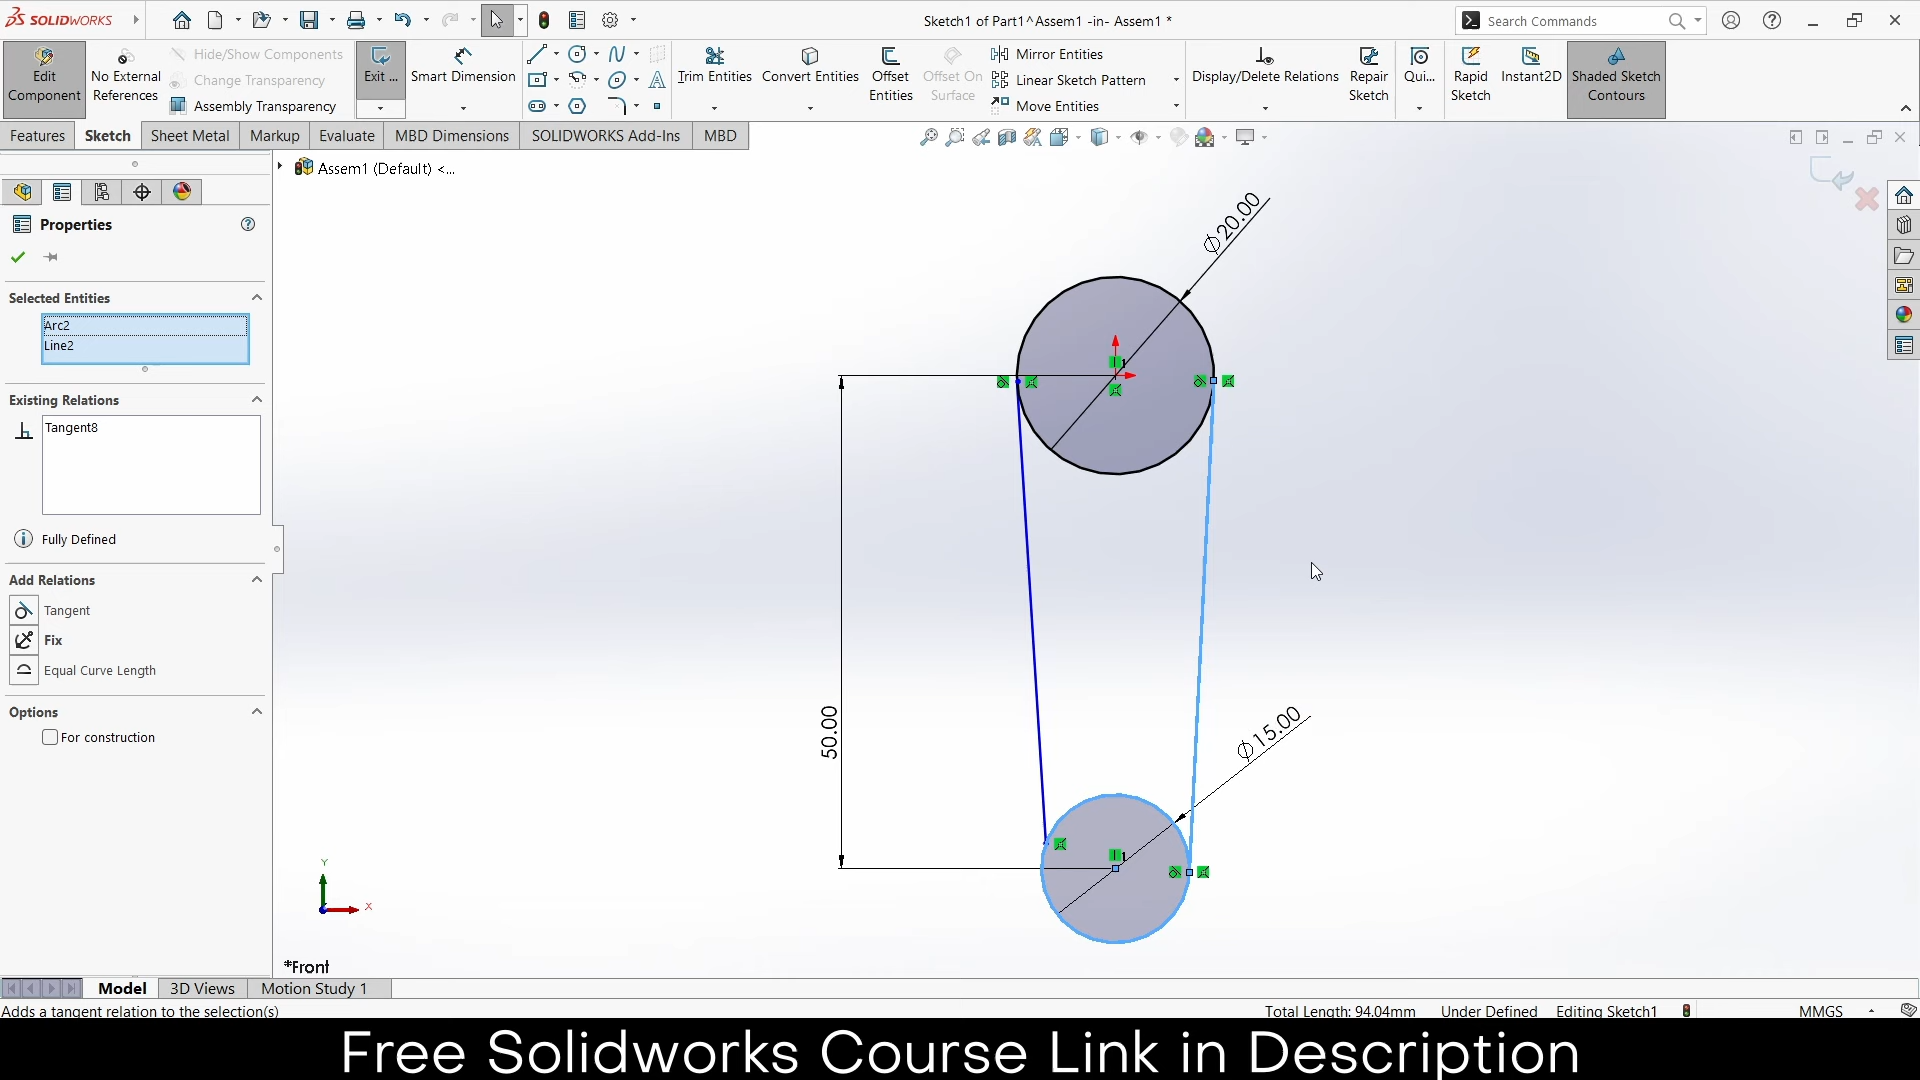 SOLIDWORKS
Sketch1 of Part1^Assem1 -in- Assem1 *
Search Commands
Edit Component
No External References
Hide/Show Components
Change Transparency
Assembly Transparency
Exit ...
Smart Dimension
Trim Entities
Convert Entities
Offset Entities
Offset On Surface
Mirror Entities
Linear Sketch Pattern
Move Entities
Display/Delete Relations
Repair Sketch
Qui...
Rapid Sketch
Instant2D
Shaded Sketch Contours
Features
Sketch
Sheet Metal
Markup
Evaluate
MBD Dimensions
SOLIDWORKS Add-Ins
MBD
Assem1 (Default) <...
Properties
Selected Entities
Arc2
Line2
Existing Relations
Tangent8
Fully Defined
Add Relations
Tangent
Fix
Equal Curve Length
Options
For construction
∅20.00
1
50.00
∅15.00
1
Y
X
*Front
Model
3D Views
Motion Study 1
Adds a tangent relation to the selection(s)
Total Length: 94.04mm
Under Defined
Editing Sketch1
MMGS
Free Solidworks Course Link in Description